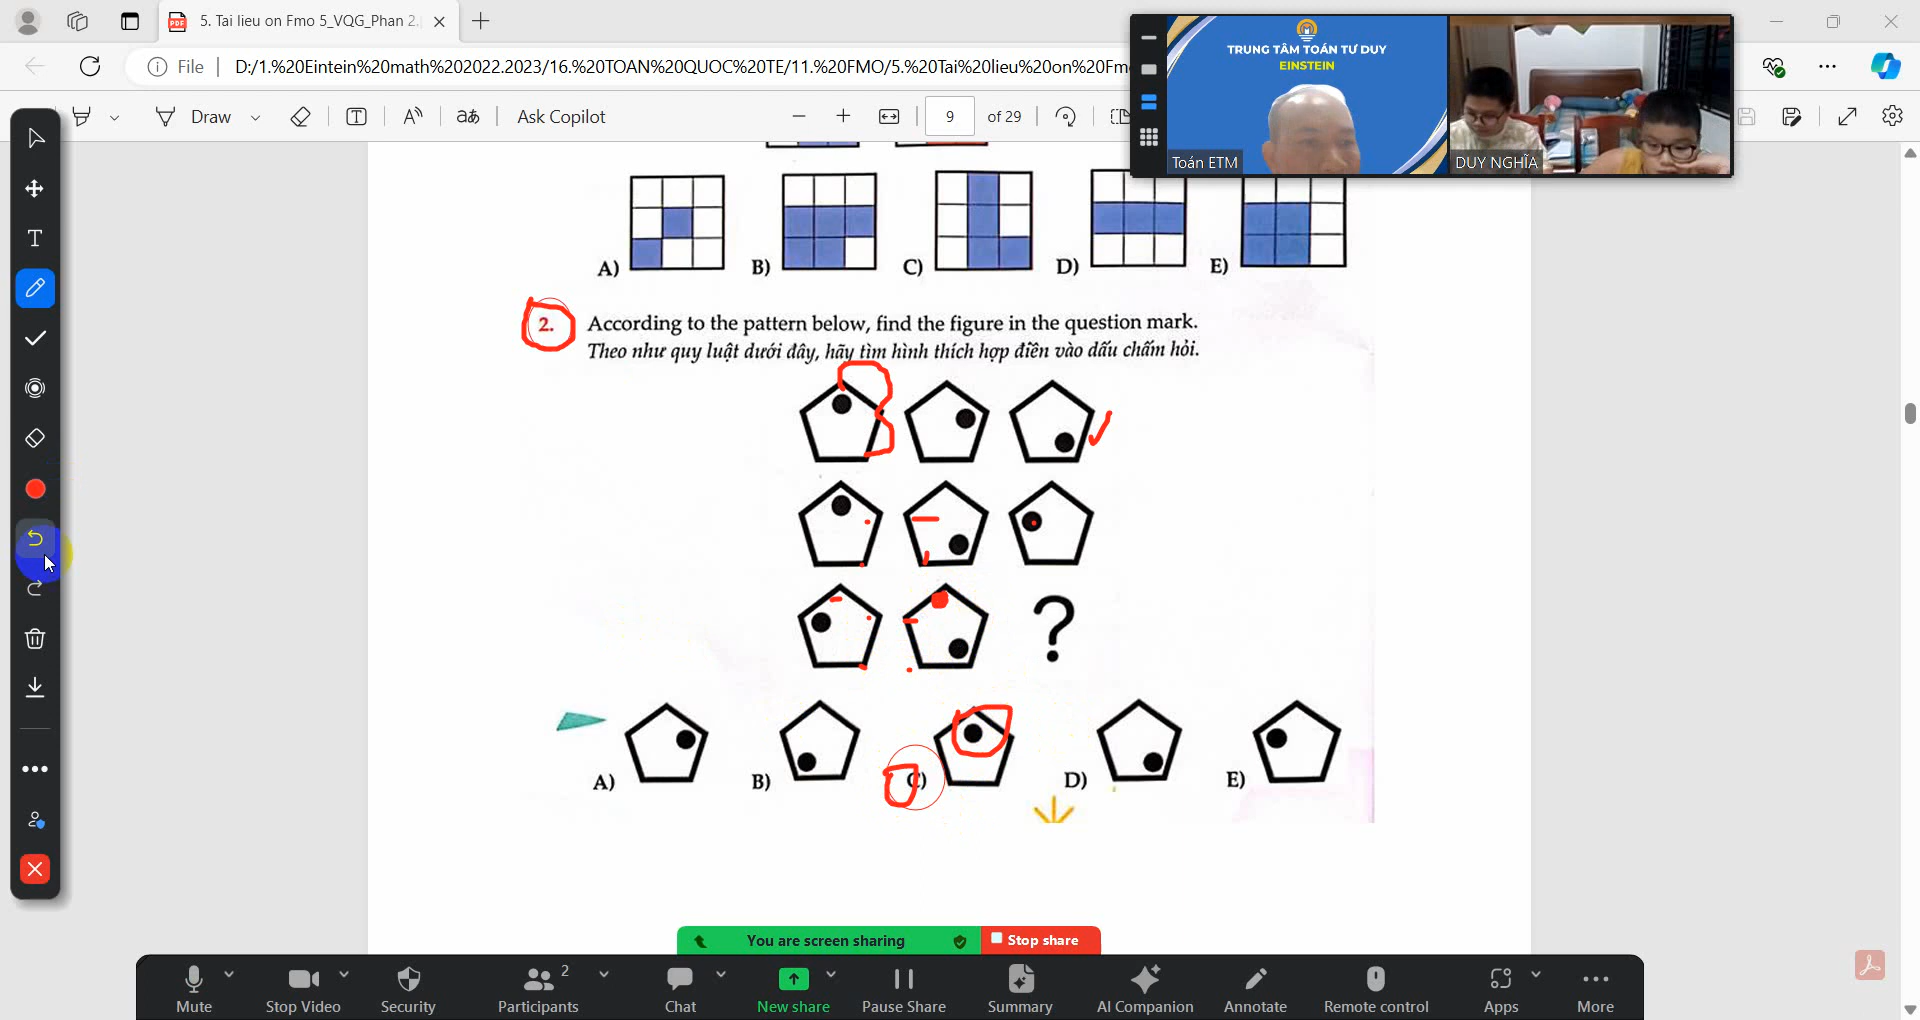 5. Tai lieu on Fmo 5_VQG_Phan 2.
File
D:/1.%20Eintein%20math%202022.2023/16.%20TOAN%20QUOC%20TE/11.%20FMO/5.%20Tai%20lieu%20on%20Fm
Draw
Ask Copilot
9 of 29
TRUNG TÂM TOÁN TƯ DUY
EINSTEIN
Toán ETM
DUY NGHĨA
A)
B)
C)
D)
E)
2. According to the pattern below, find the figure in the question mark.
Theo như quy luật dưới đây, hãy tìm hình thích hợp điền vào dấu chấm hỏi.
?
A)
B)
C)
D)
E)
You are screen sharing
Stop share
Mute
Stop Video
Security
2
Participants
Chat
New share
Pause Share
Summary
AI Companion
Annotate
Remote control
Apps
More